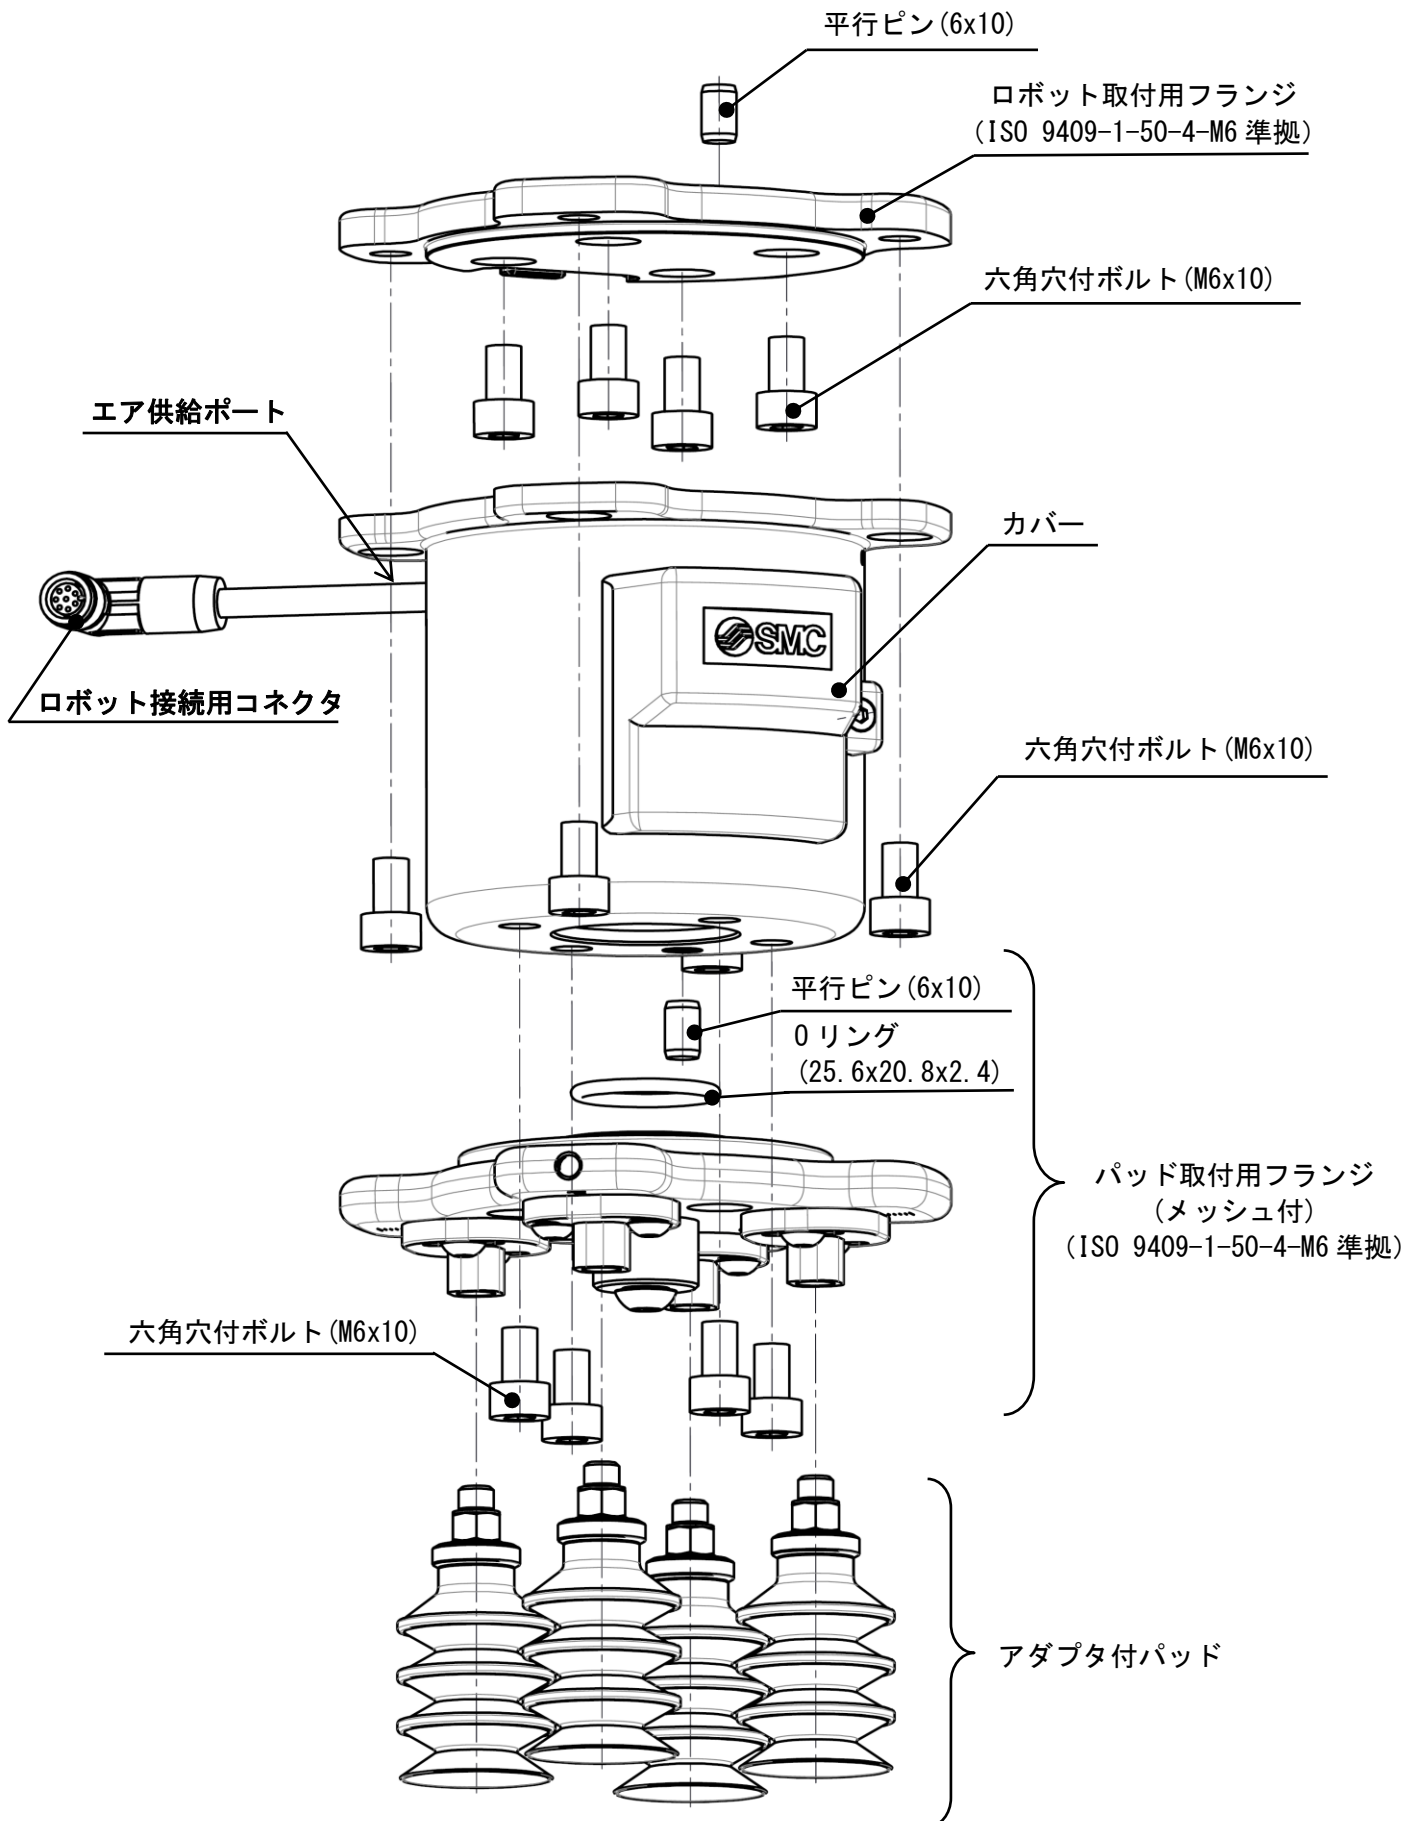 平行ピン(6x10)
ロボット取付用フランジ
(ISO 9409-1-50-4-M6 準拠)
六角穴付ボルト(M6x10)
エア供給ポート
カバー
SMC
ロボット接続用コネクタ
六角穴付ボルト(M6x10)
平行ピン(6x10)
Oリング
(25.6x20.8x2.4)
パッド取付用フランジ
(メッシュ付)
(ISO 9409-1-50-4-M6 準拠)
六角穴付ボルト(M6x10)
アダプタ付パッド